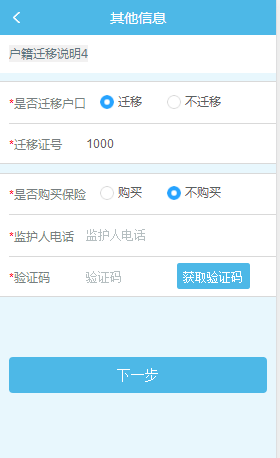 其他信息
户籍迁移说明4
*是否迁移户口 迁移 不迁移
*迁移证号 1000
*是否购买保险 购买 不购买
*监护人电话 监护人电话
*验证码 验证码 获取验证码
下一步